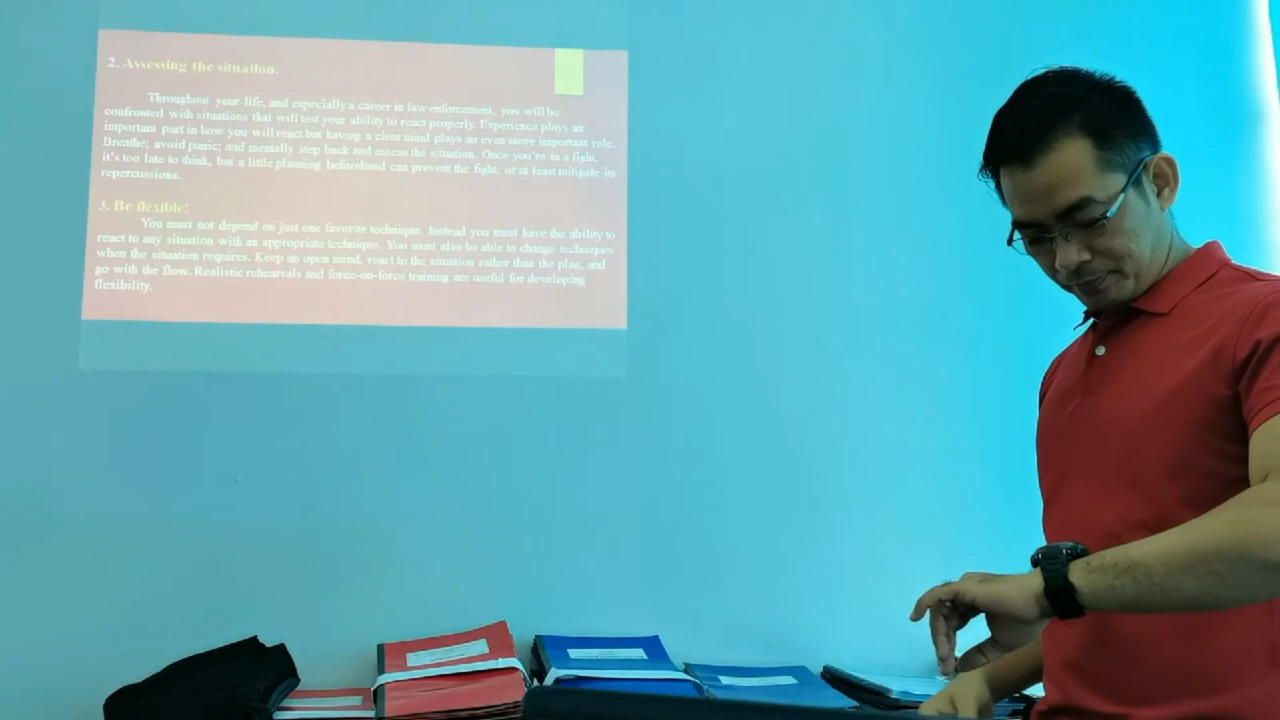 2. Assessing the situation.
Throughout your life, and especially a career in law enforcement, you will be
confronted with situations that will test your ability to react properly. Experience plays an
important part in how you will react but having a clear mind plays an even more important role.
Breathe; avoid panic; and mentally step back and assess the situation. Once you're in a fight,
it's too late to think, but a little planning beforehand can prevent the fight, or at least mitigate its
repercussions.
3. Be flexible!
You must not depend on just one favorite technique. Instead you must have the ability to
react to any situation with an appropriate technique. You must also be able to change techniques
when the situation requires. Keep an open mind, react to the situation rather than the plan, and
go with the flow. Realistic rehearsals and force-on-force training are useful for developing
flexibility.